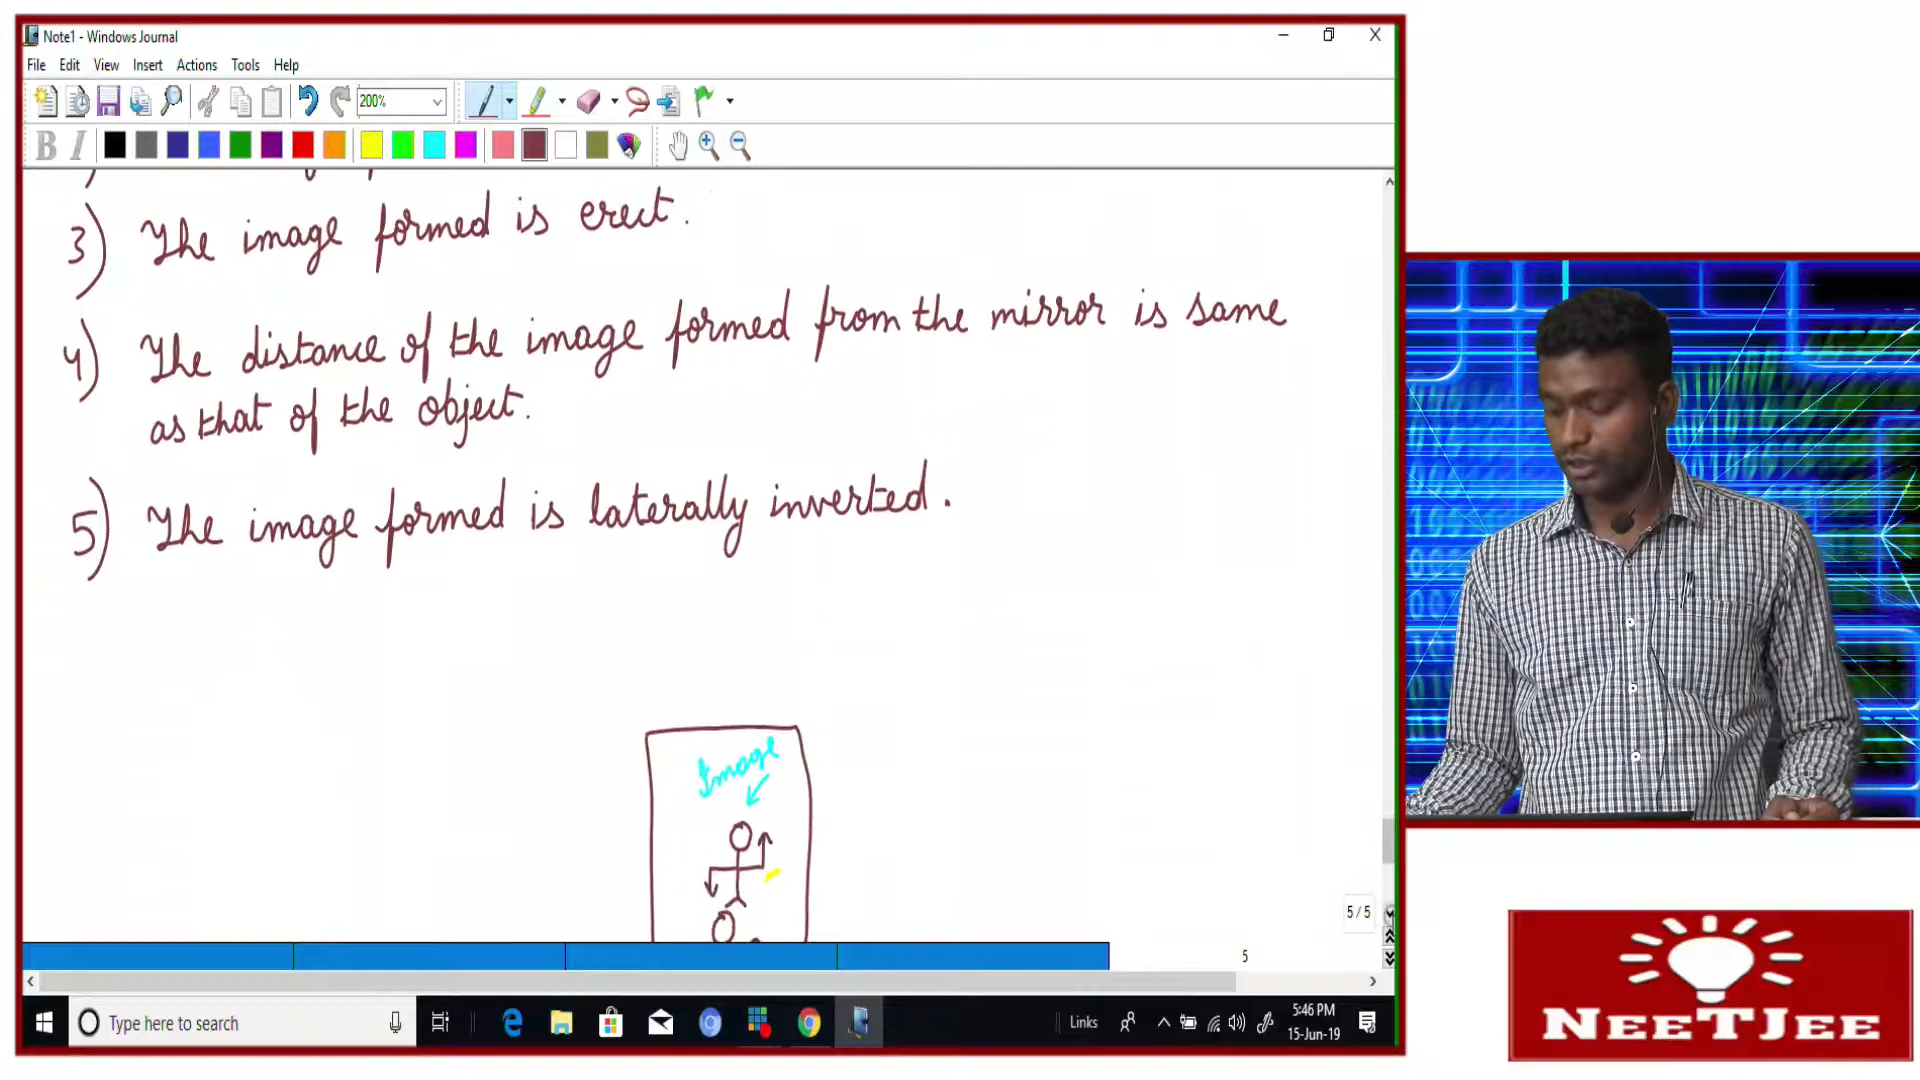 Note1 - Windows Journal
File Edit View Insert Actions Tools Help
200%
B I
3) The image formed is erect.
4) The distance of the image formed from the mirror is same
as that of the object.
5) The image formed is laterally inverted.
Image
5 / 5
5
Type here to search
Links
5:46 PM
15-Jun-19
NEETJEE